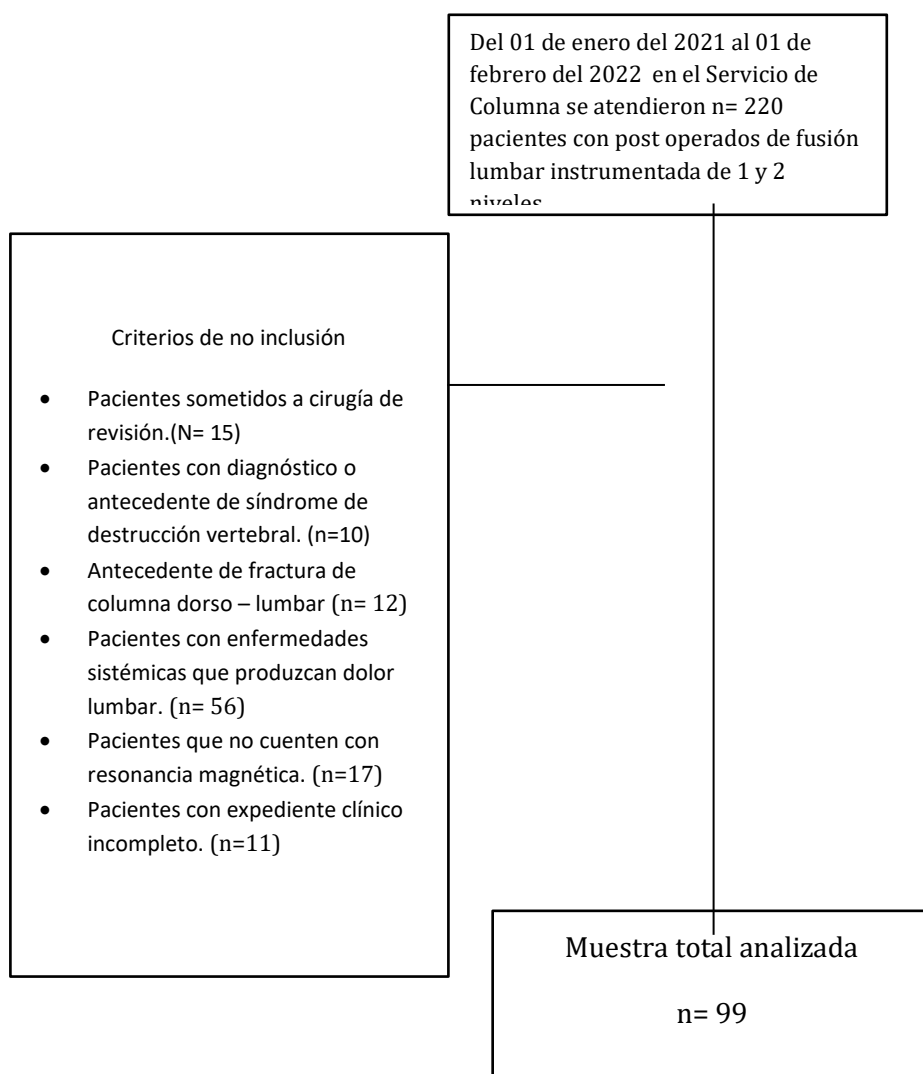 Del 01 de enero del 2021 al 01 de
febrero del 2022 en el Servicio de
Columna se atendieron n= 220
pacientes con post operados de fusión
lumbar instrumentada de 1 y 2
niveles
Criterios de no inclusión
• Pacientes sometidos a cirugía de
revisión.(N= 15)
• Pacientes con diagnóstico o
antecedente de síndrome de
destrucción vertebral. (n=10)
• Antecedente de fractura de
columna dorso – lumbar (n= 12)
• Pacientes con enfermedades
sistémicas que produzcan dolor
lumbar. (n= 56)
• Pacientes que no cuenten con
resonancia magnética. (n=17)
• Pacientes con expediente clínico
incompleto. (n=11)
Muestra total analizada
n= 99